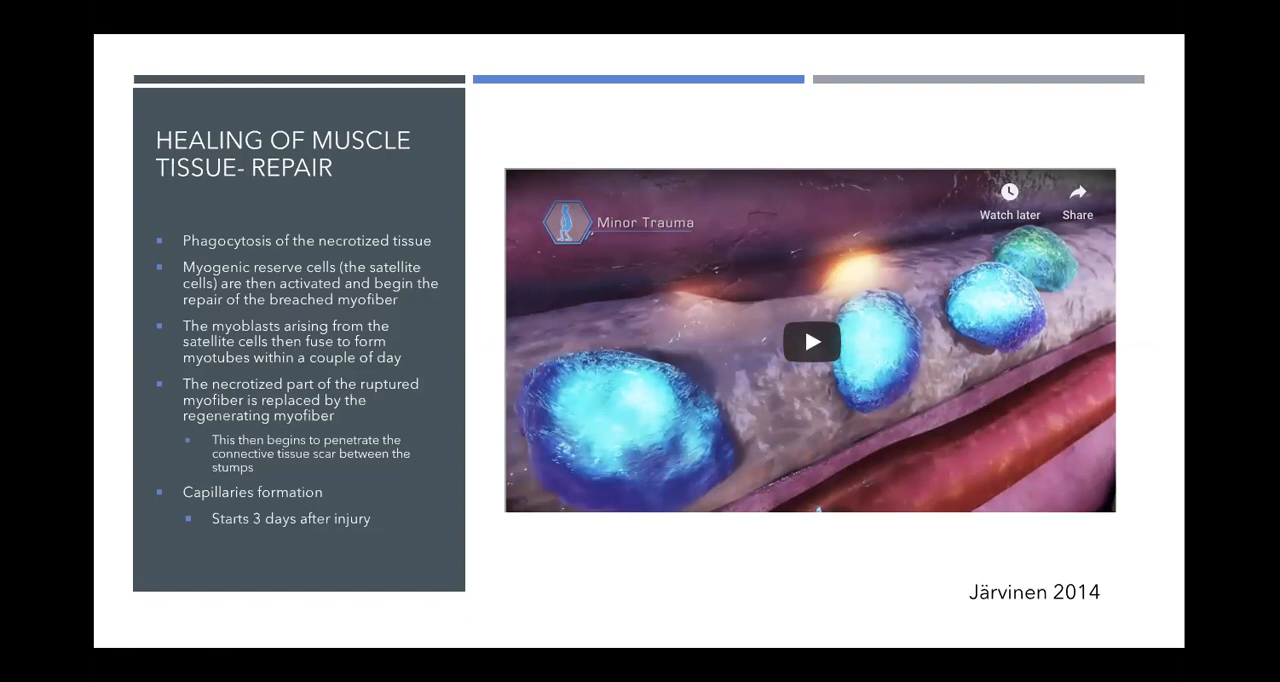 HEALING OF MUSCLE
TISSUE- REPAIR
Phagocytosis of the necrotized tissue
Myogenic reserve cells (the satellite
cells) are then activated and begin the
repair of the breached myofiber
The myoblasts arising from the
satellite cells then fuse to form
myotubes within a couple of day
The necrotized part of the ruptured
myofiber is replaced by the
regenerating myofiber
This then begins to penetrate the
connective tissue scar between the
stumps
Capillaries formation
Starts 3 days after injury
Minor Trauma
Watch later
Share
Järvinen 2014